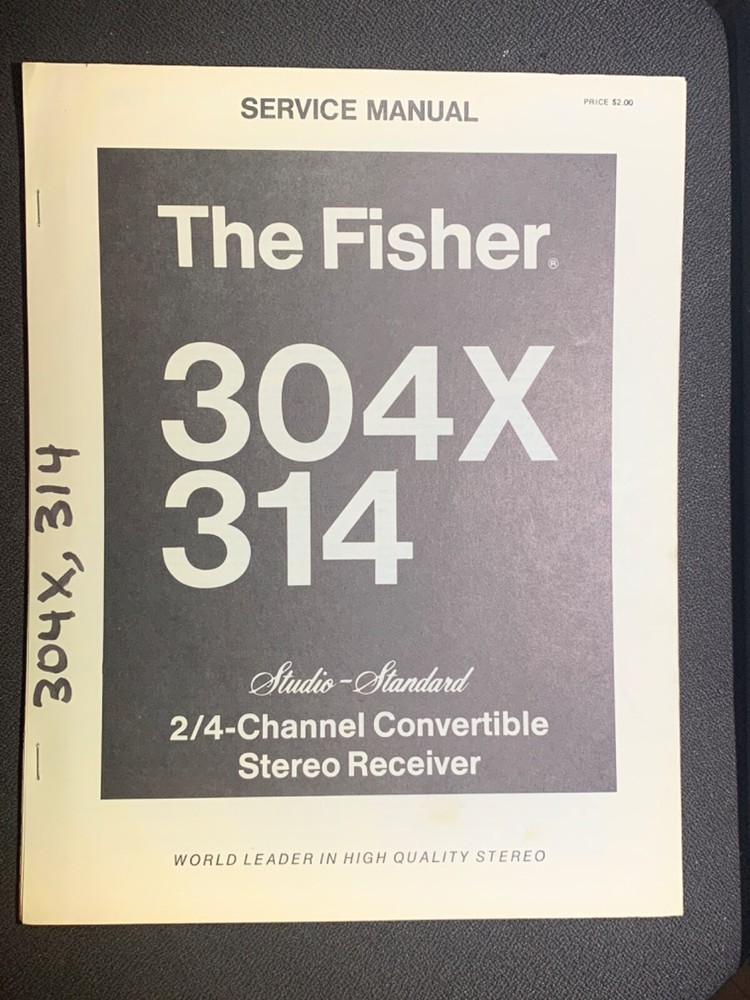 SERVICE MANUAL
PRICE $2.00
The Fisher®
304X
314
Studio-Standard
2/4-Channel Convertible
Stereo Receiver
WORLD LEADER IN HIGH QUALITY STEREO
304X, 314